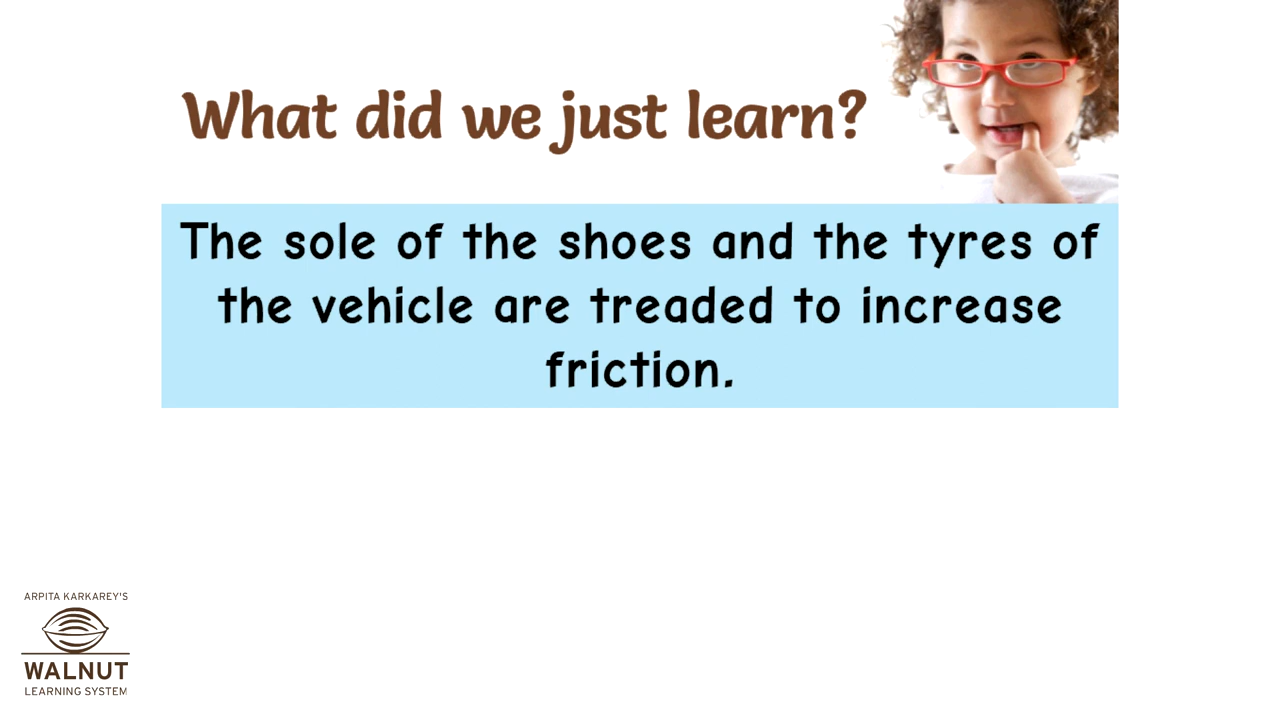 What did we just learn?
The sole of the shoes and the tyres of
the vehicle are treaded to increase
friction.
ARPITA KARKAREY'S
WALNUT
LEARNING SYSTEM